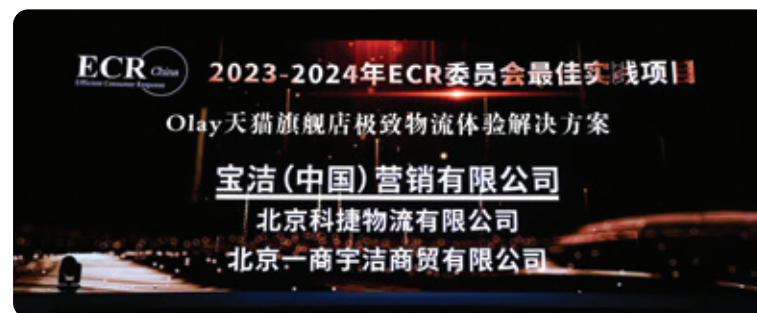 ECR China
Efficient Consumer Response
2023-2024年ECR委员会最佳实践项目
Olay天猫旗舰店极致物流体验解决方案
宝洁(中国)营销有限公司
北京科捷物流有限公司
北京一商宇洁商贸有限公司